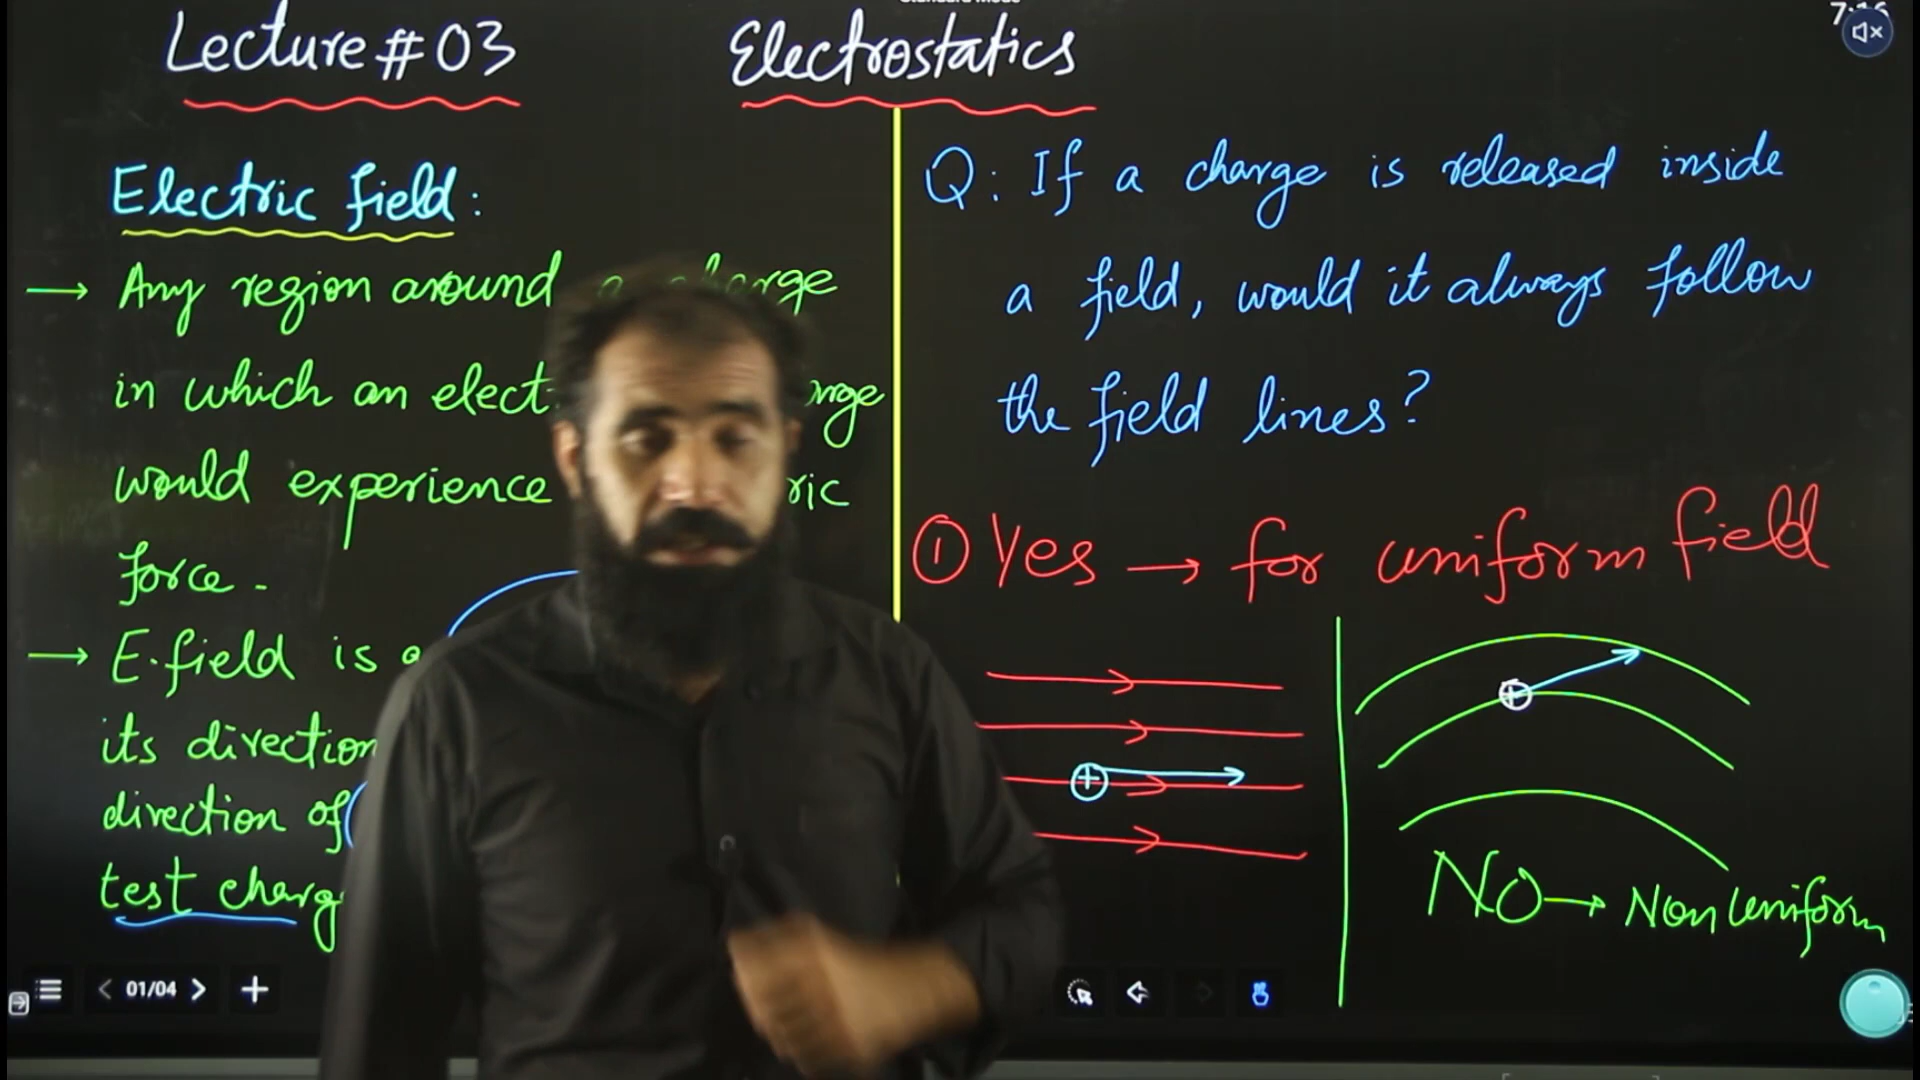 Lecture # 03
Electrostatics
Electric field:
→ Any region around a charge
in which an elect
would experience
force.
→ E.field is a
its direction
direction of
test charg
Q: If a charge is released inside
a field, would it always follow
the field lines?
① Yes → for uniform field
NO → Non Uniform
01/04